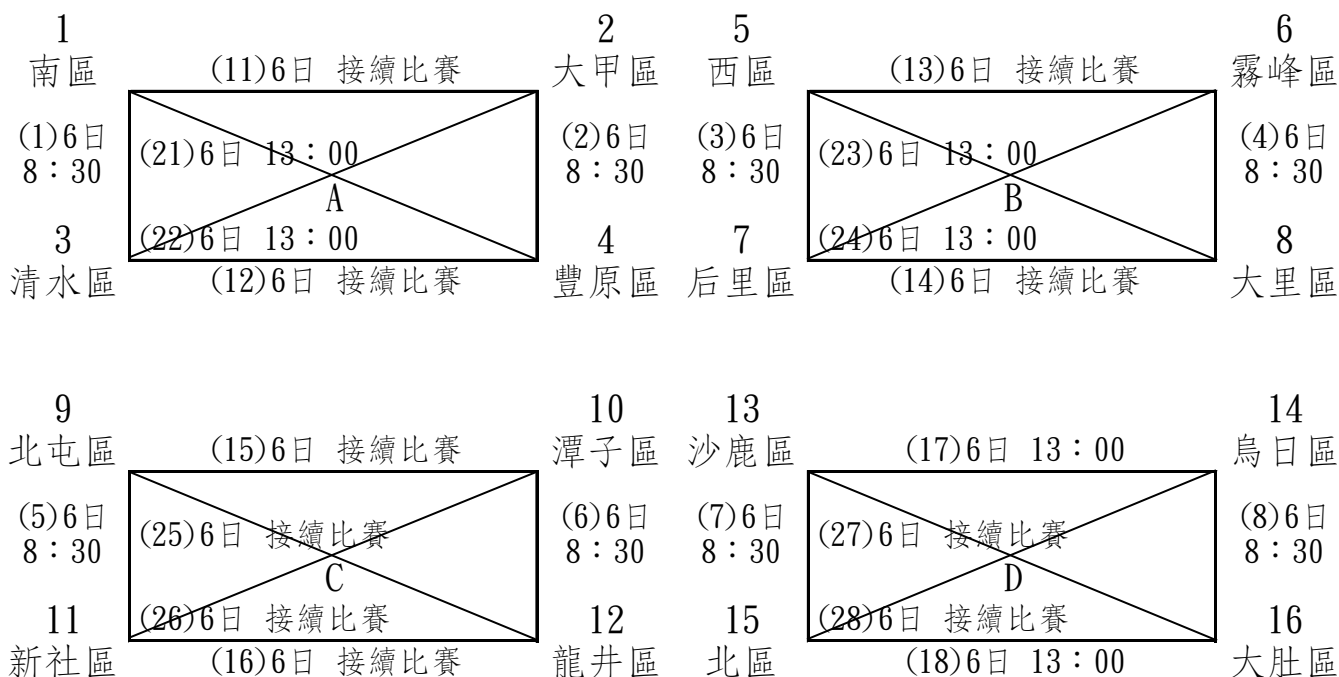 1 2 5 6
南區 (11)6日 接續比賽 大甲區 西區 (13)6日 接續比賽 霧峰區
(1)6日 (2)6日 (3)6日 (4)6日
8：30 (21)6日 13：00 8：30 8：30 (23)6日 13：00 8：30
A B
3 (22)6日 13：00 4 7 (24)6日 13：00 8
清水區 (12)6日 接續比賽 豐原區 后里區 (14)6日 接續比賽 大里區
9 10 13 14
北屯區 (15)6日 接續比賽 潭子區 沙鹿區 (17)6日 13：00 烏日區
(5)6日 (6)6日 (7)6日 (8)6日
8：30 (25)6日 接續比賽 8：30 8：30 (27)6日 接續比賽 8：30
C D
11 (26)6日 接續比賽 12 15 (28)6日 接續比賽 16
新社區 (16)6日 接續比賽 龍井區 北區 (18)6日 13：00 大肚區